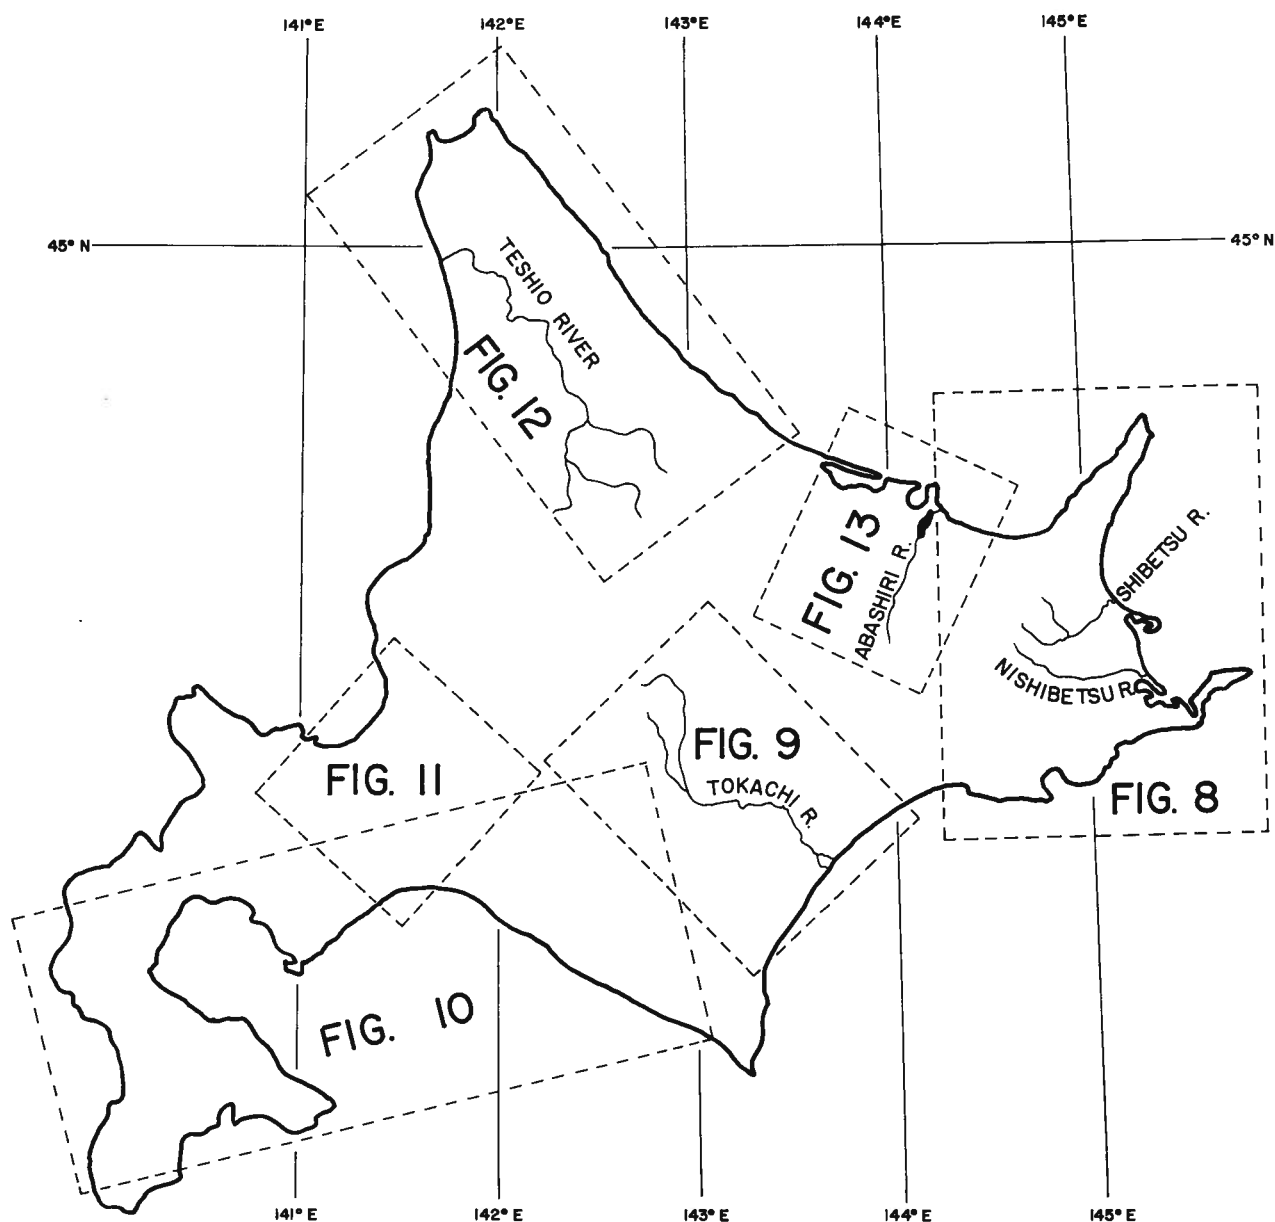 141° E
142° E
143° E
144° E
145° E
45° N
45° N
TESHIO RIVER
FIG. 12
FIG. 13
ABASHIRI R.
SHIBETSU R.
NISHIBETSU R.
FIG. 9
TOKACHI R.
FIG. 11
FIG. 8
FIG. 10
141° E
142° E
143° E
144° E
145° E